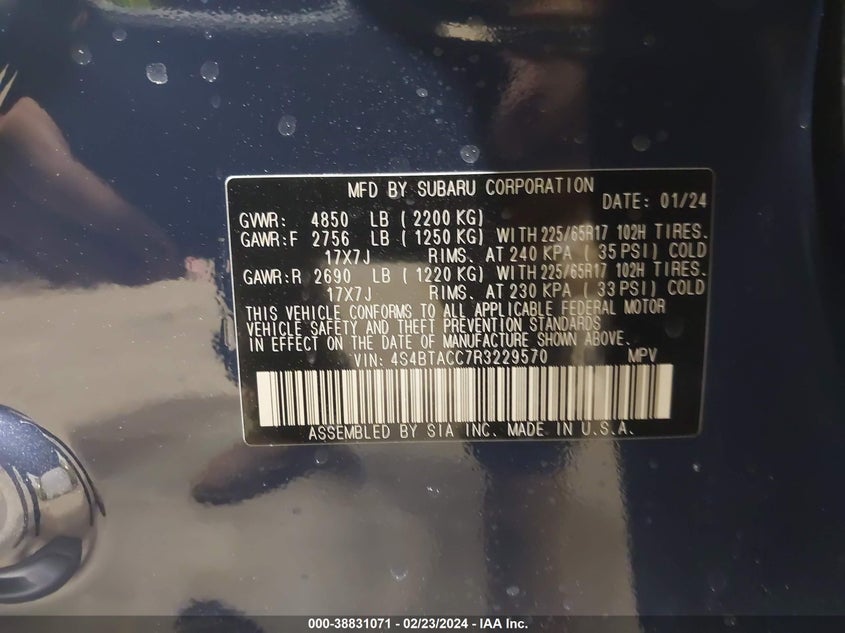 MFD BY SUBARU CORPORATION
DATE: 01/24
GVWR: 4850 LB ( 2200 KG)
GAWR:F 2756 LB ( 1250 KG) WITH 225/65R17 102H TIRES.
17X7J RIMS. AT 240 KPA ( 35 PSI) COLD
GAWR:R 2690 LB ( 1220 KG) WITH 225/65R17 102H TIRES.
17X7J RIMS. AT 230 KPA ( 33 PSI) COLD
THIS VEHICLE CONFORMS TO ALL APPLICABLE FEDERAL MOTOR
VEHICLE SAFETY AND THEFT PREVENTION STANDARDS
IN EFFECT ON THE DATE OF MANUFACTURE SHOWN ABOVE.
VIN: 4S4BTACC7R3229570 MPV
ASSEMBLED BY SIA INC. MADE IN U.S.A.
000-38831071 - 02/23/2024 - IAA Inc.